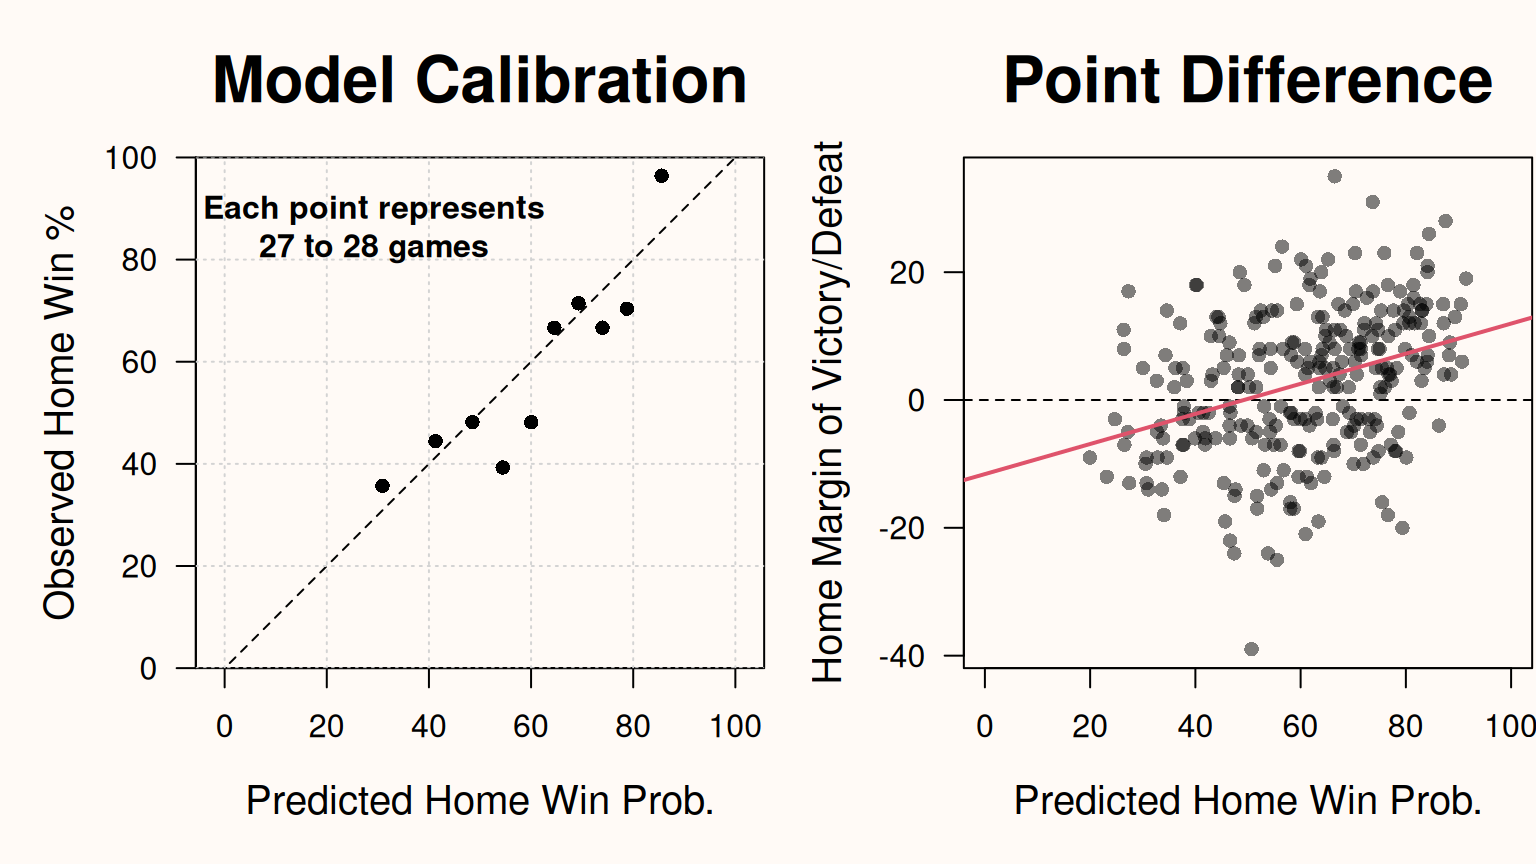 Model Calibration
Observed Home Win %
100
80
60
40
20
0
Each point represents
27 to 28 games
0 20 40 60 80 100
Predicted Home Win Prob.
Point Difference
Home Margin of Victory/Defeat
20
0
-20
-40
0 20 40 60 80 100
Predicted Home Win Prob.